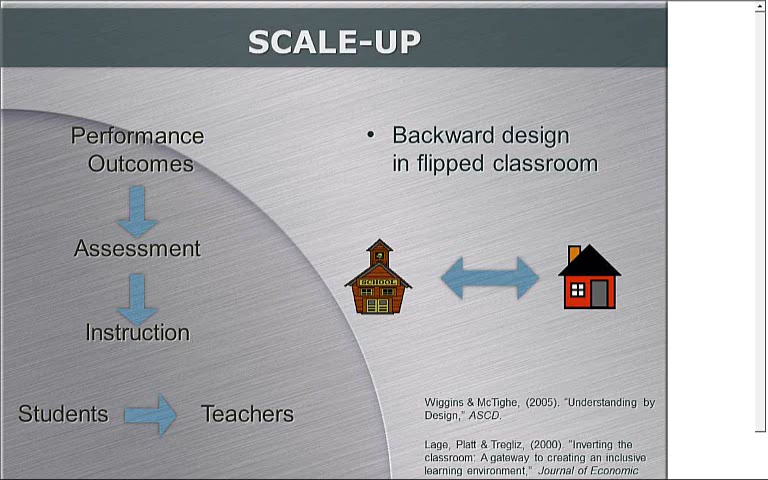 SCALE-UP
Performance
Outcomes
Assessment
Instruction
Students
Teachers
• Backward design
in flipped classroom
SCHOOL
Wiggins & McTighe, (2005). “Understanding by
Design,” ASCD.
Lage, Platt & Tregliz, (2000). "Inverting the
classroom: A gateway to creating an inclusive
learning environment,” Journal of Economic